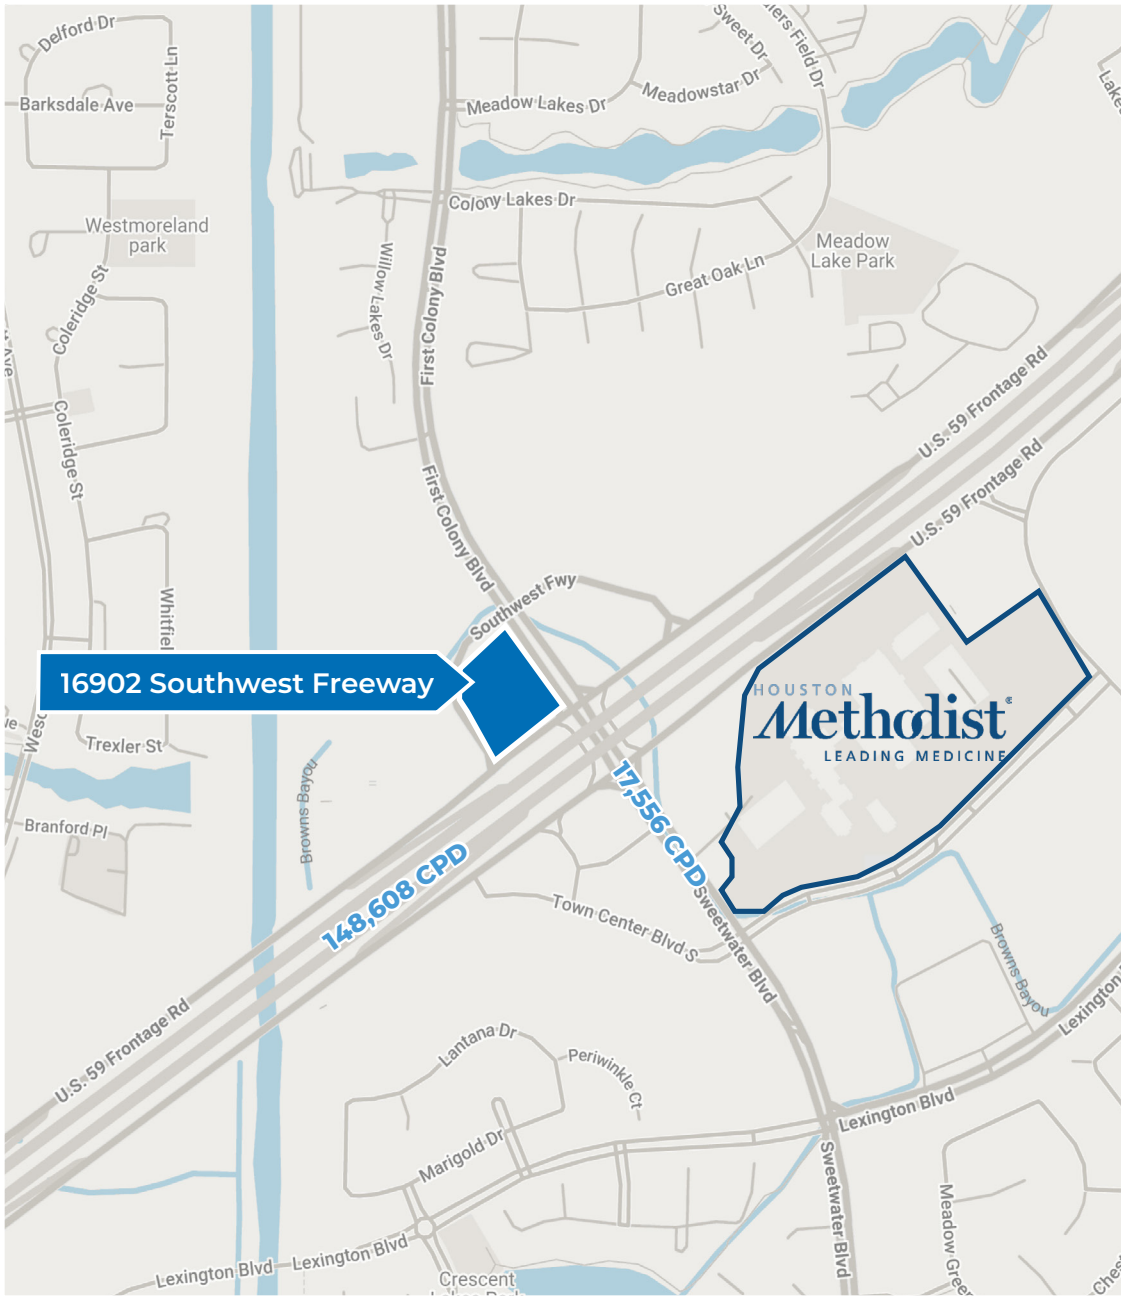 Delford Dr
Terscott Ln
Barksdale Ave
Sweet Dr
Field Dr
Meadow Lakes Dr
Meadowstar Dr
Westmoreland
park
Colony Lakes Dr
Willow Lakes Dr
First Colony Blvd
Great Oak Ln
Meadow
Lake Park
Coleridge St
Coleridge St
First Colony Blvd
U.S. 59 Frontage Rd
U.S. 59 Frontage Rd
Southwest Fwy
Whitfiel
16902 Southwest Freeway
HOUSTON
Methodist®
LEADING MEDICINE
Trexler St
Branford Pl
Browns Bayou
17,556 CPD
148,608 CPD
Town Center Blvd S
Sweetwater Blvd
Browns Bayou
Lexington
U.S. 59 Frontage Rd
Lantana Dr
Periwinkle Ct
Marigold Dr
Lexington Blvd
Sweetwater Blvd
Meadow Gree
Lexington Blvd
Lexington Blvd
Crescent